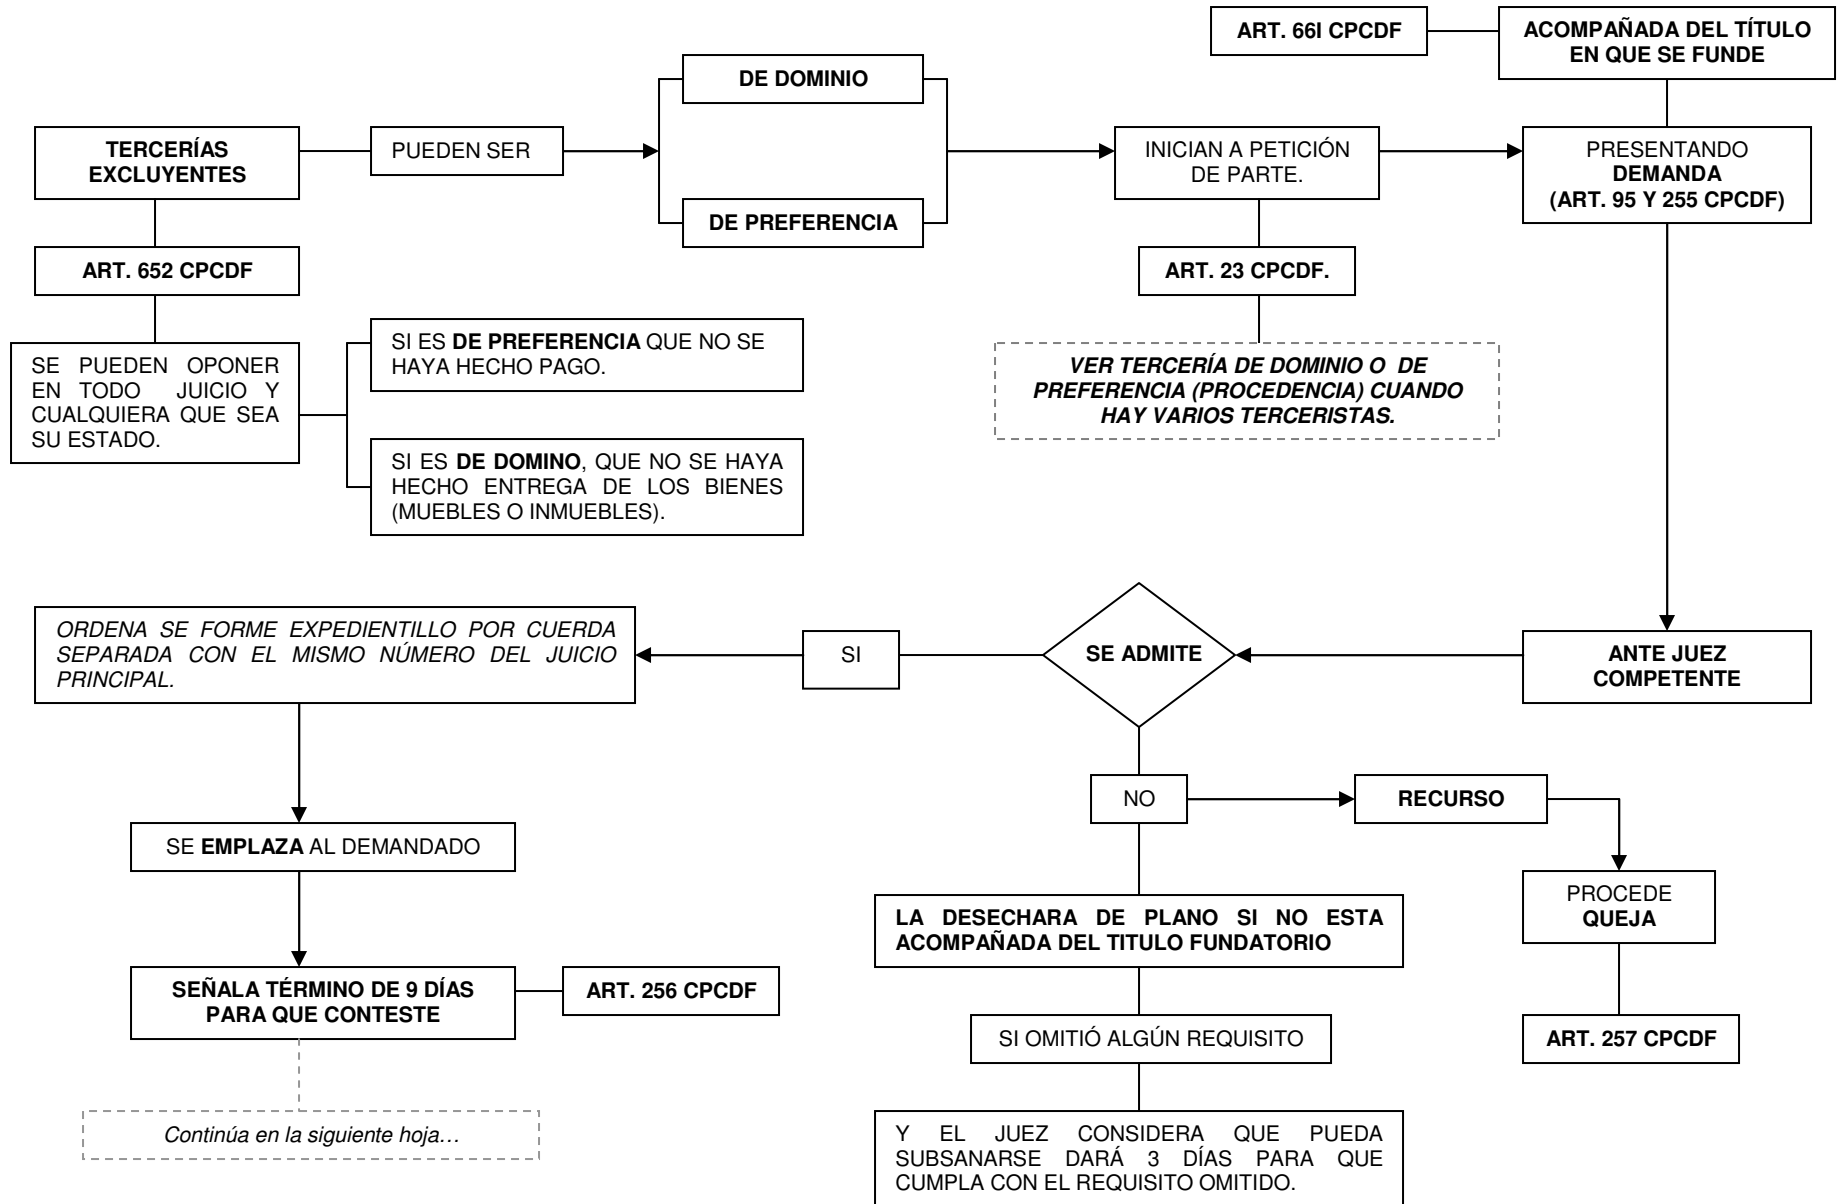 ART. 66I CPCDF
ACOMPAÑADA DEL TÍTULO
EN QUE SE FUNDE
DE DOMINIO
TERCERÍAS
EXCLUYENTES
PUEDEN SER
INICIAN A PETICIÓN
DE PARTE.
PRESENTANDO
DEMANDA
(ART. 95 Y 255 CPCDF)
DE PREFERENCIA
ART. 652 CPCDF
ART. 23 CPCDF.
SE PUEDEN OPONER
EN TODO JUICIO Y
CUALQUIERA QUE SEA
SU ESTADO.
SI ES DE PREFERENCIA QUE NO SE
HAYA HECHO PAGO.
VER TERCERÍA DE DOMINIO O DE
PREFERENCIA (PROCEDENCIA) CUANDO
HAY VARIOS TERCERISTAS.
SI ES DE DOMINO, QUE NO SE HAYA
HECHO ENTREGA DE LOS BIENES
(MUEBLES O INMUEBLES).
ORDENA SE FORME EXPEDIENTILLO POR CUERDA
SEPARADA CON EL MISMO NÚMERO DEL JUICIO
PRINCIPAL.
SI
SE ADMITE
ANTE JUEZ
COMPETENTE
NO
RECURSO
SE EMPLAZA AL DEMANDADO
PROCEDE
QUEJA
LA DESECHARA DE PLANO SI NO ESTA
ACOMPAÑADA DEL TITULO FUNDATORIO
SEÑALA TÉRMINO DE 9 DÍAS
PARA QUE CONTESTE
ART. 256 CPCDF
SI OMITIÓ ALGÚN REQUISITO
ART. 257 CPCDF
Continúa en la siguiente hoja…
Y EL JUEZ CONSIDERA QUE PUEDA
SUBSANARSE DARÁ 3 DÍAS PARA QUE
CUMPLA CON EL REQUISITO OMITIDO.